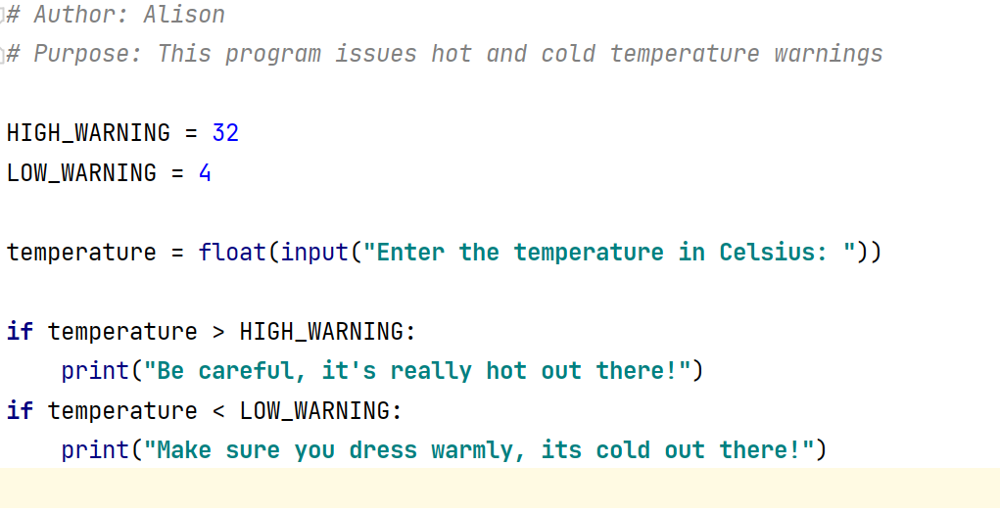 # Author: Alison
# Purpose: This program issues hot and cold temperature warnings
HIGH_WARNING = 32
LOW_WARNING = 4
temperature = float(input("Enter the temperature in Celsius: "))
if temperature > HIGH_WARNING:
    print("Be careful, it's really hot out there!")
if temperature < LOW_WARNING:
    print("Make sure you dress warmly, its cold out there!")